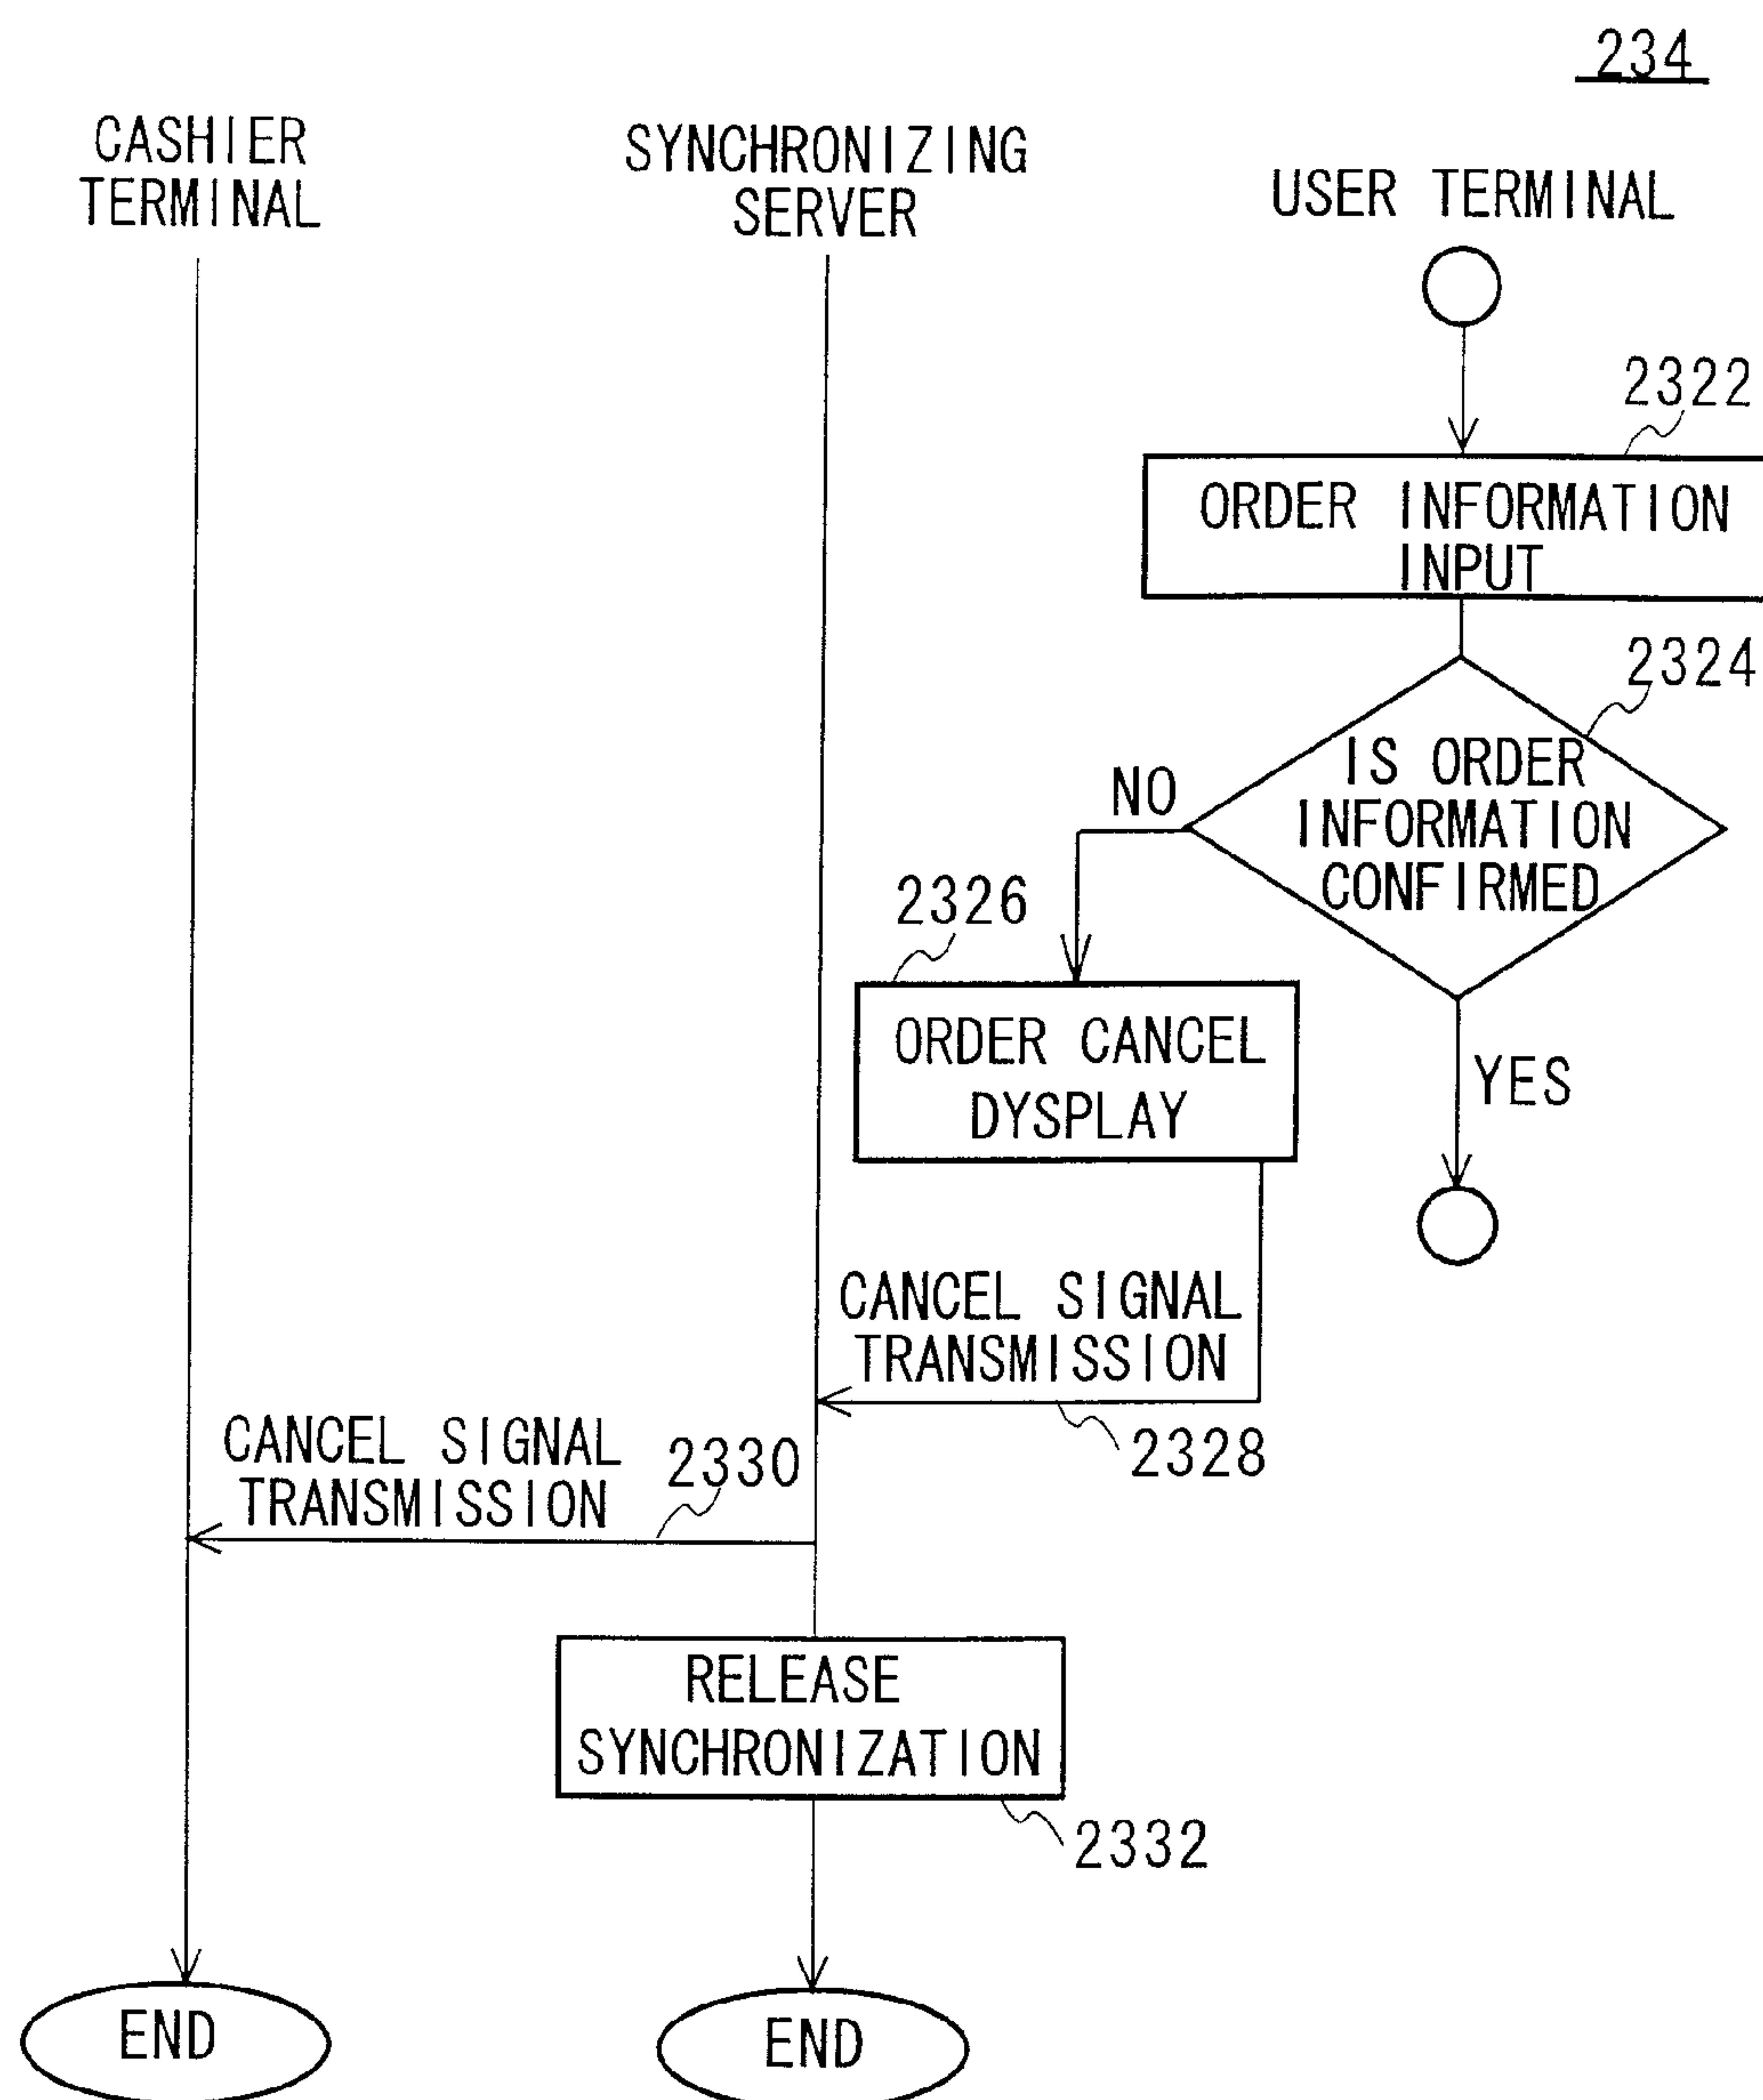 234
CASHIER
TERMINAL
SYNCHRONIZING
SERVER
USER TERMINAL
2322
ORDER INFORMATION
INPUT
2324
IS ORDER
INFORMATION
CONFIRMED
NO
2326
ORDER CANCEL
DYSPLAY
YES
CANCEL SIGNAL
TRANSMISSION
2328
CANCEL SIGNAL
TRANSMISSION
2330
RELEASE
SYNCHRONIZATION
2332
END
END